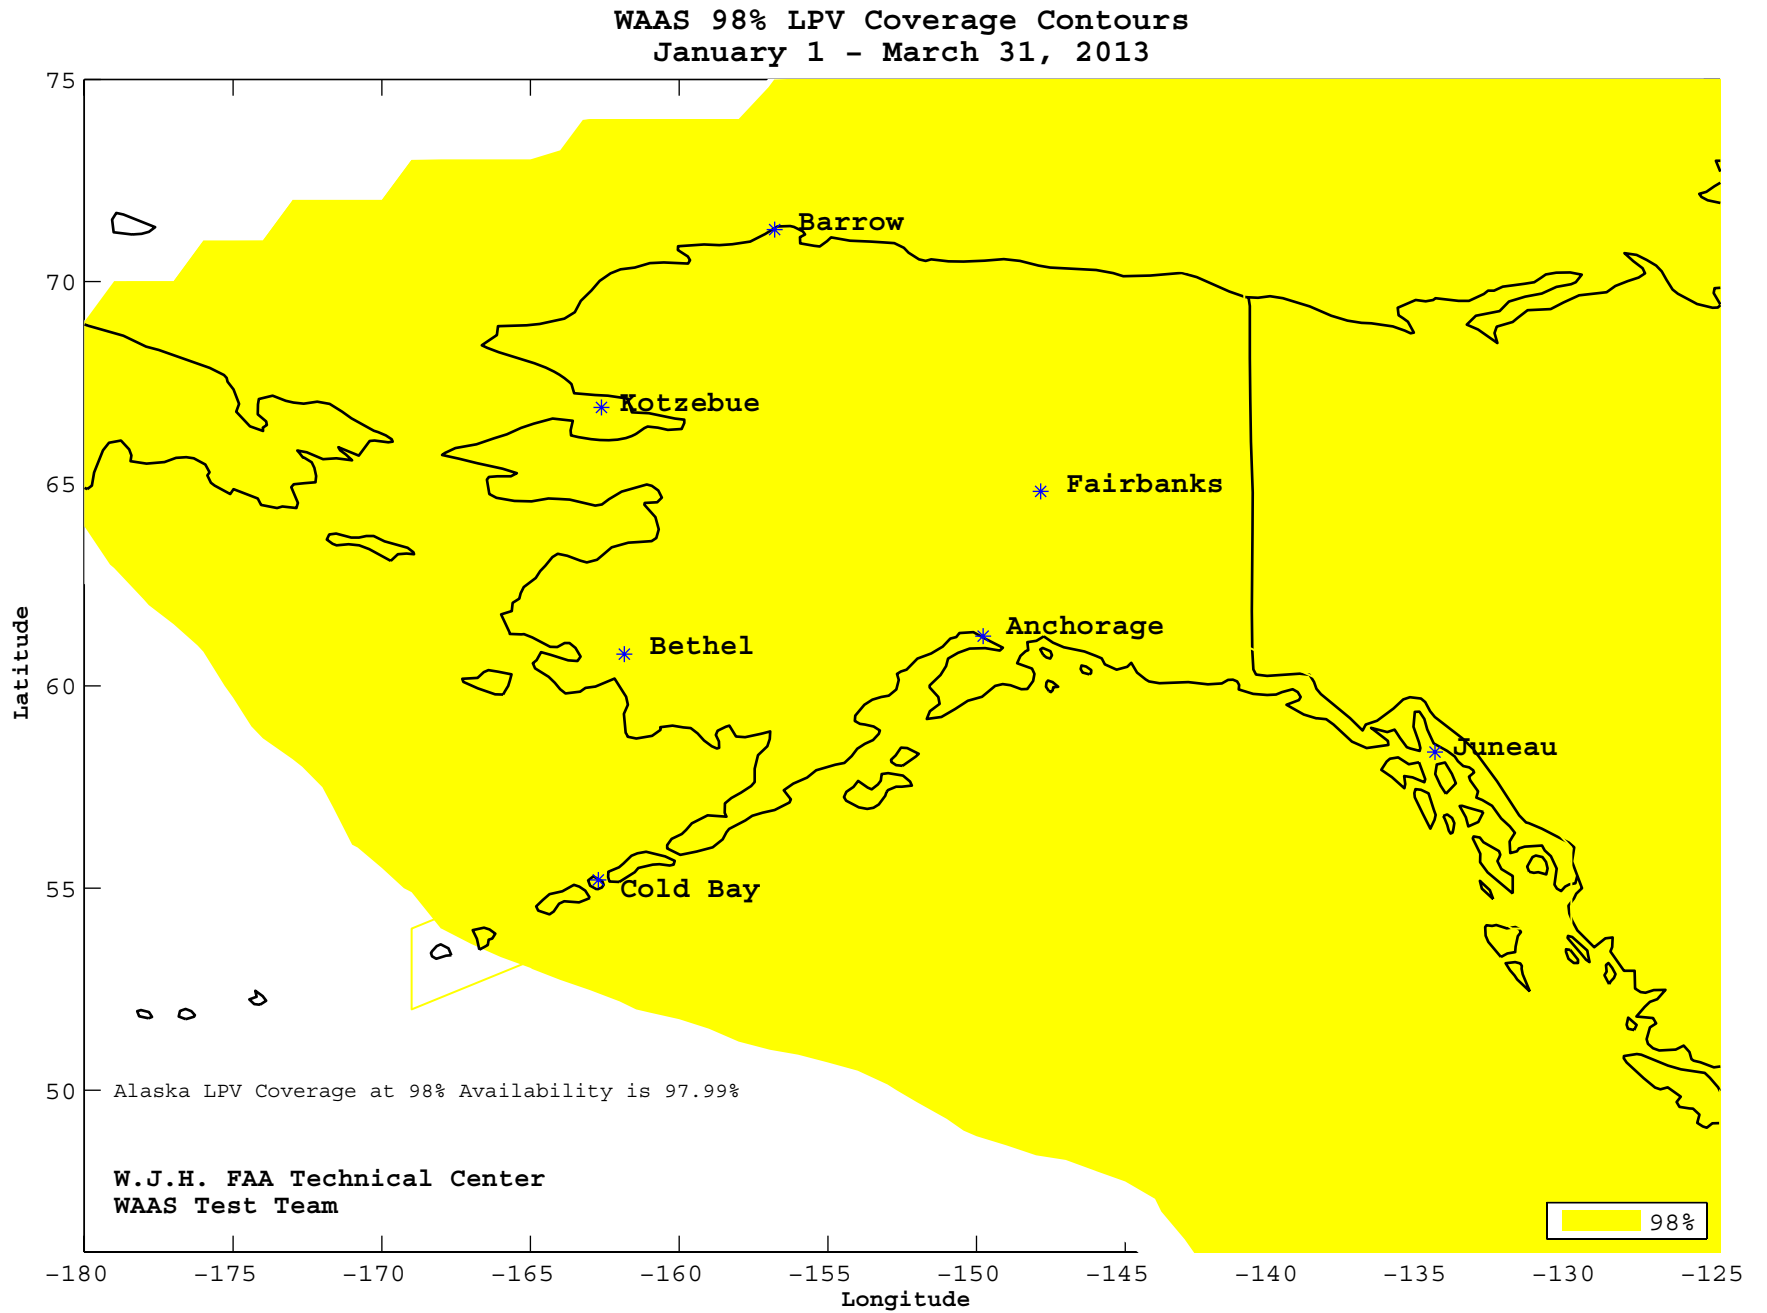 WAAS 98% LPV Coverage Contours
January 1 – March 31, 2013
75
70
65
60
55
50
Latitude
Barrow
Kotzebue
Fairbanks
Anchorage
Bethel
Juneau
Cold Bay
Alaska LPV Coverage at 98% Availability is 97.99%
W.J.H. FAA Technical Center
WAAS Test Team
98%
−180 −175 −170 −165 −160 −155 −150 −145 −140 −135 −130 −125
Longitude